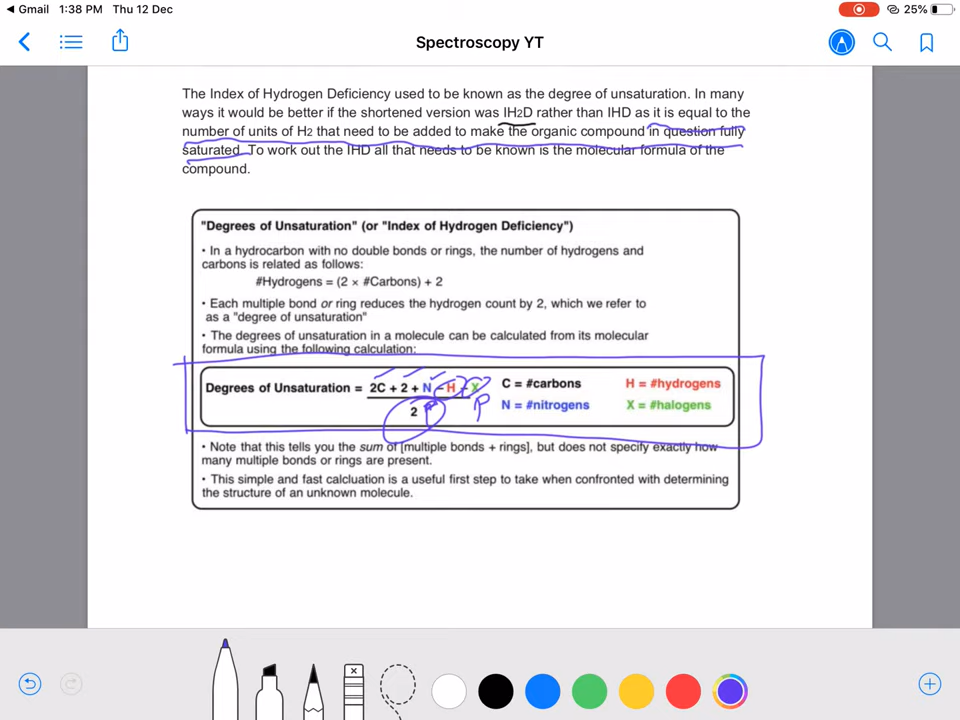 Gmail 1:38 PM Thu 12 Dec 25%
Spectroscopy YT
The Index of Hydrogen Deficiency used to be known as the degree of unsaturation. In many
ways it would be better if the shortened version was IH2D rather than IHD as it is equal to the
number of units of H2 that need to be added to make the organic compound in question fully
saturated. To work out the IHD all that needs to be known is the molecular formula of the
compound.
"Degrees of Unsaturation" (or "Index of Hydrogen Deficiency")
· In a hydrocarbon with no double bonds or rings, the number of hydrogens and
carbons is related as follows:
#Hydrogens = (2 × #Carbons) + 2
· Each multiple bond or ring reduces the hydrogen count by 2, which we refer to
as a "degree of unsaturation"
· The degrees of unsaturation in a molecule can be calculated from its molecular
formula using the following calculation:
Degrees of Unsaturation = 2C + 2 + N - H - X
2
P
P
C = #carbons H = #hydrogens
N = #nitrogens X = #halogens
· Note that this tells you the sum of [multiple bonds + rings], but does not specify exactly how
many multiple bonds or rings are present.
· This simple and fast calcluation is a useful first step to take when confronted with determining
the structure of an unknown molecule.